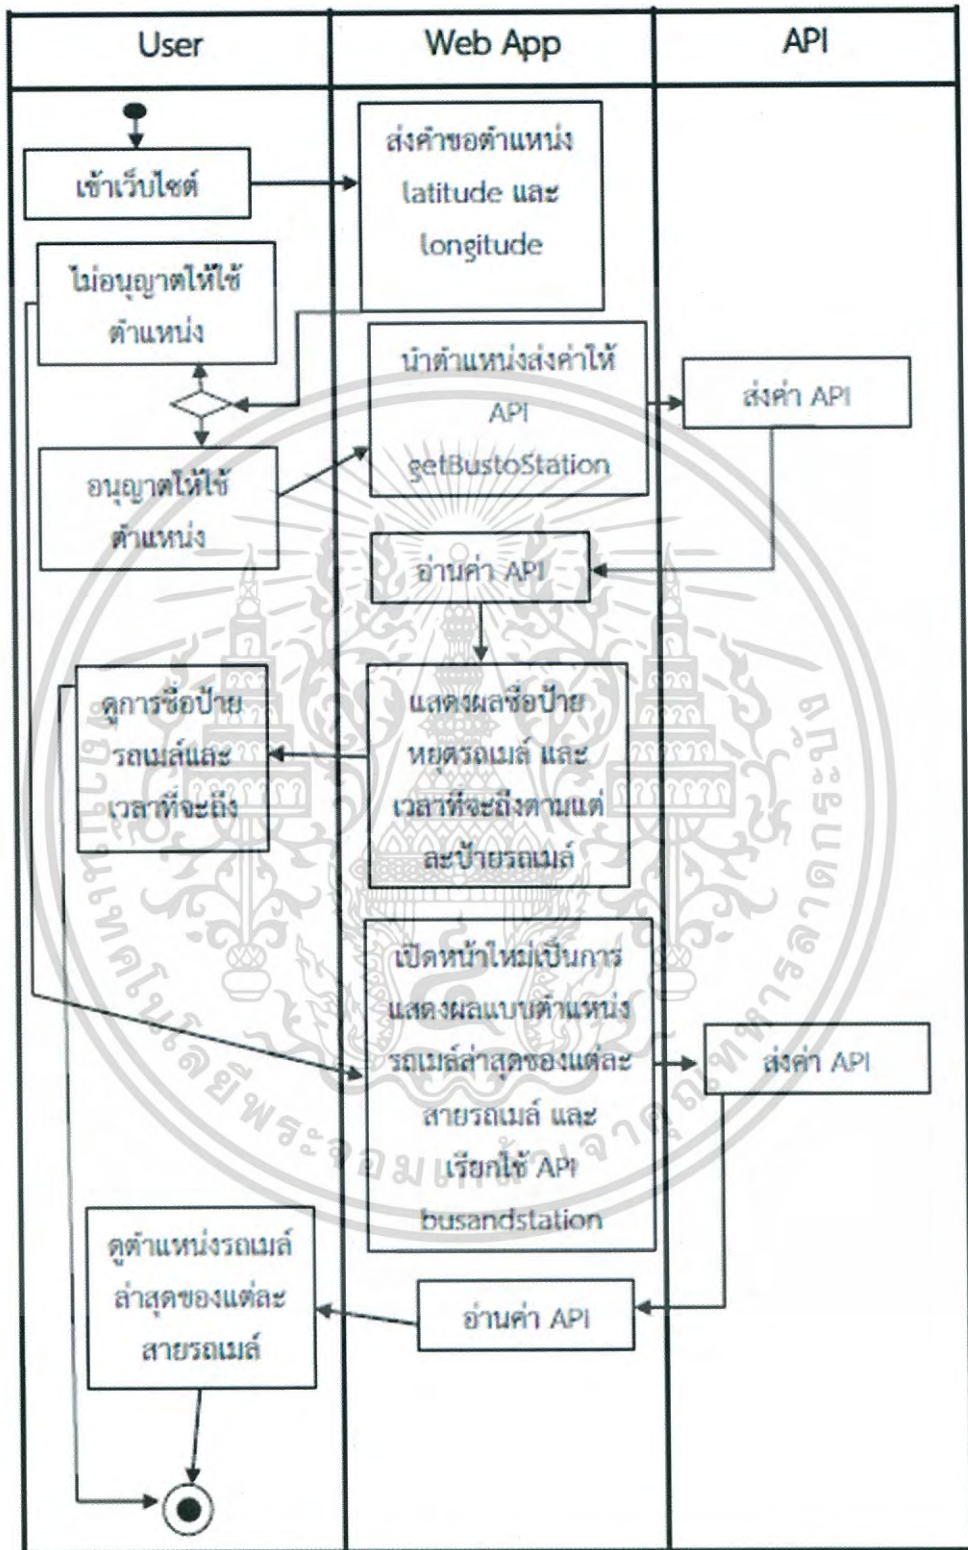 User
Web App
API
เข้าเว็บไซต์
ส่งคำขอตำแหน่ง
latitude และ
longitude
ไม่อนุญาตให้ใช้
ตำแหน่ง
นำตำแหน่งส่งค่าให้
API
getBustoStation
ส่งค่า API
อนุญาตให้ใช้
ตำแหน่ง
อ่านค่า API
ดูการชื่อป้าย
รถเมล์และ
เวลาที่จะถึง
แสดงผลชื่อป้าย
หยุดรถเมล์ และ
เวลาที่จะถึงตามแต่
ละป้ายรถเมล์
เปิดหน้าใหม่เป็นการ
แสดงผลแบบตำแหน่ง
รถเมล์ล่าสุดของแต่ละ
สายรถเมล์ และ
เรียกใช้ API
busandstation
ส่งค่า API
ดูตำแหน่งรถเมล์
ล่าสุดของแต่ละ
สายรถเมล์
อ่านค่า API